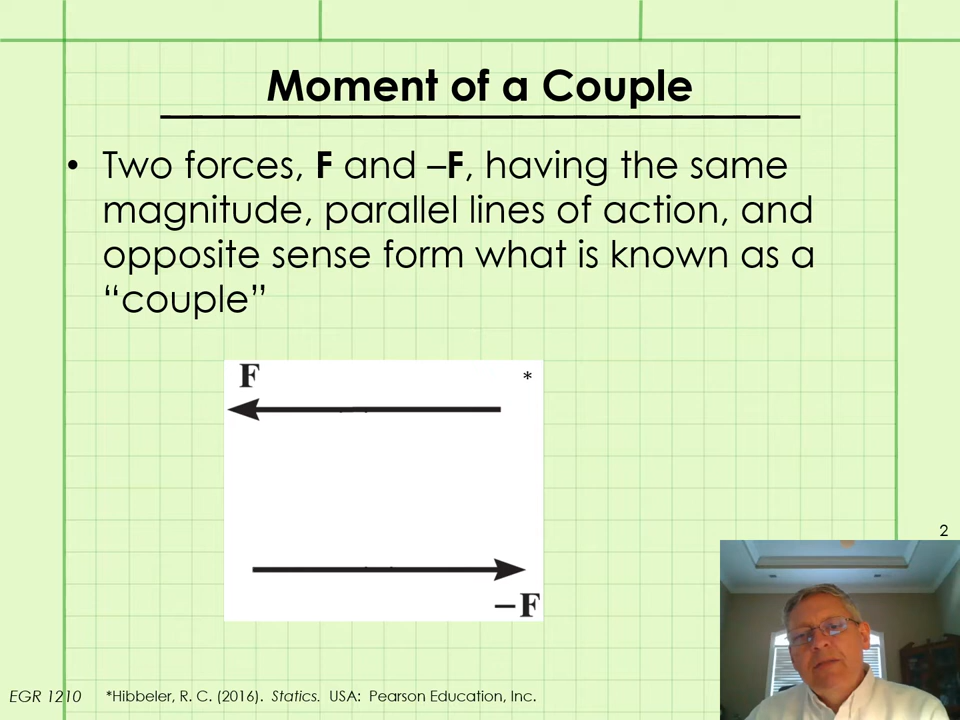 Moment of a Couple
• Two forces, F and –F, having the same
magnitude, parallel lines of action, and
opposite sense form what is known as a
“couple”
F
*
–F
2
EGR 1210 *Hibbeler, R. C. (2016). Statics. USA: Pearson Education, Inc.